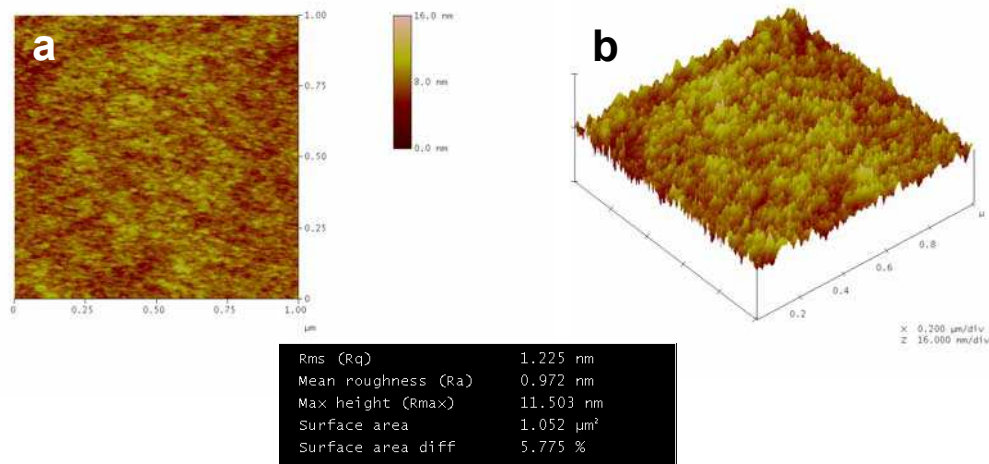 a
1.00
0.75
0.50
0.25
0
0 0.25 0.50 0.75 1.00
µm
16.0 nm
8.0 nm
0.0 nm
b
0.2
0.4
0.6
0.8
µ
X 0.200 µm/div
Z 16.000 nm/div
Rms (Rq) 1.225 nm
Mean roughness (Ra) 0.972 nm
Max height (Rmax) 11.503 nm
Surface area 1.052 µm²
Surface area diff 5.775 %